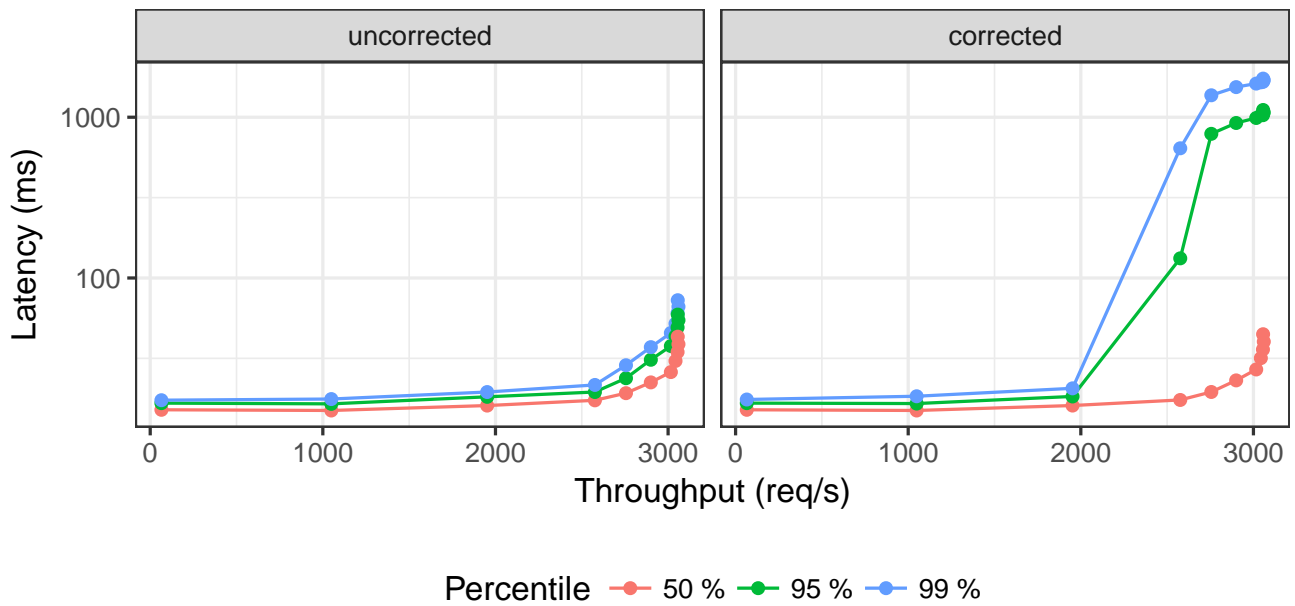 uncorrected corrected
Latency (ms)
1000
100
0 1000 2000 3000 0 1000 2000 3000
Throughput (req/s)
Percentile 50 % 95 % 99 %